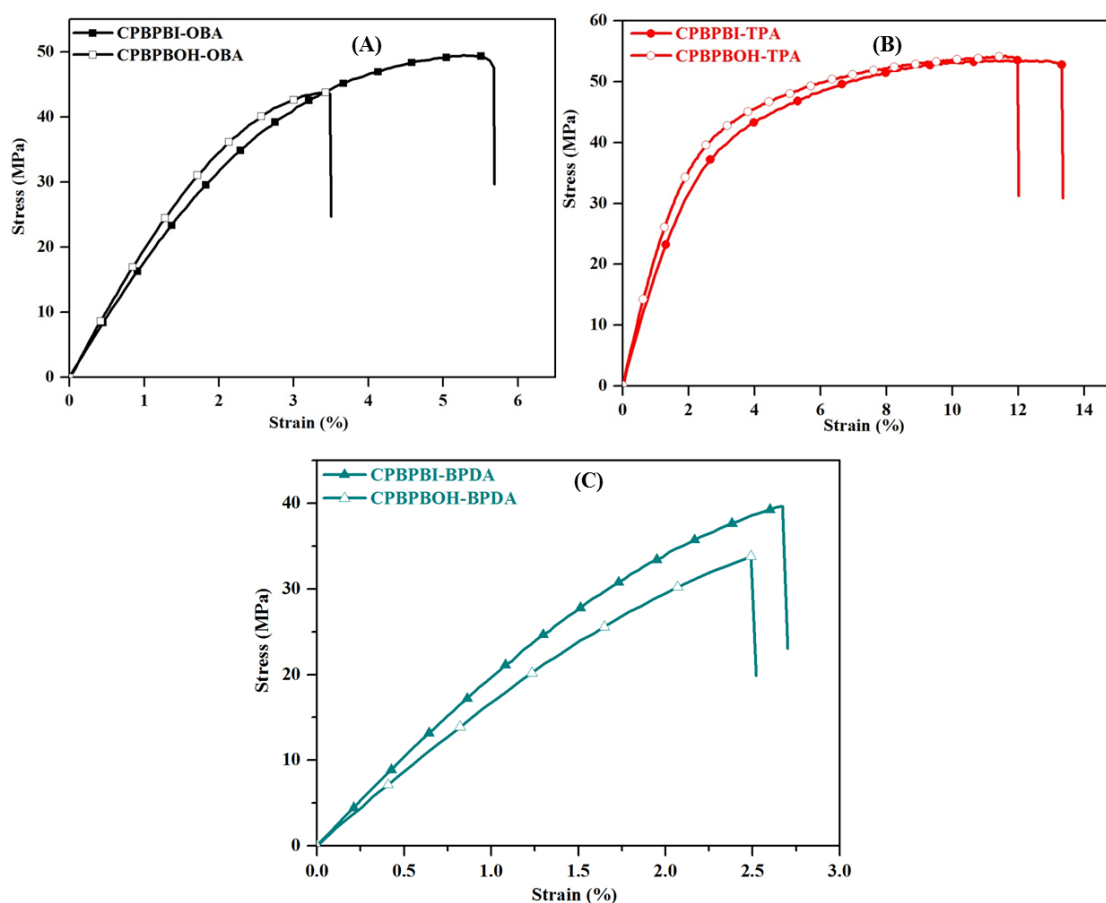 CPBPBI-OBA
CPBPBOH-OBA
(A)
50
40
30
20
10
0
Stress (MPa)
0 1 2 3 4 5 6
Strain (%)
CPBPBI-TPA
CPBPBOH-TPA
(B)
60
50
40
30
20
10
0
Stress (MPa)
0 2 4 6 8 10 12 14
Strain (%)
CPBPBI-BPDA
CPBPBOH-BPDA
(C)
40
30
20
10
0
Stress (MPa)
0.0 0.5 1.0 1.5 2.0 2.5 3.0
Strain (%)